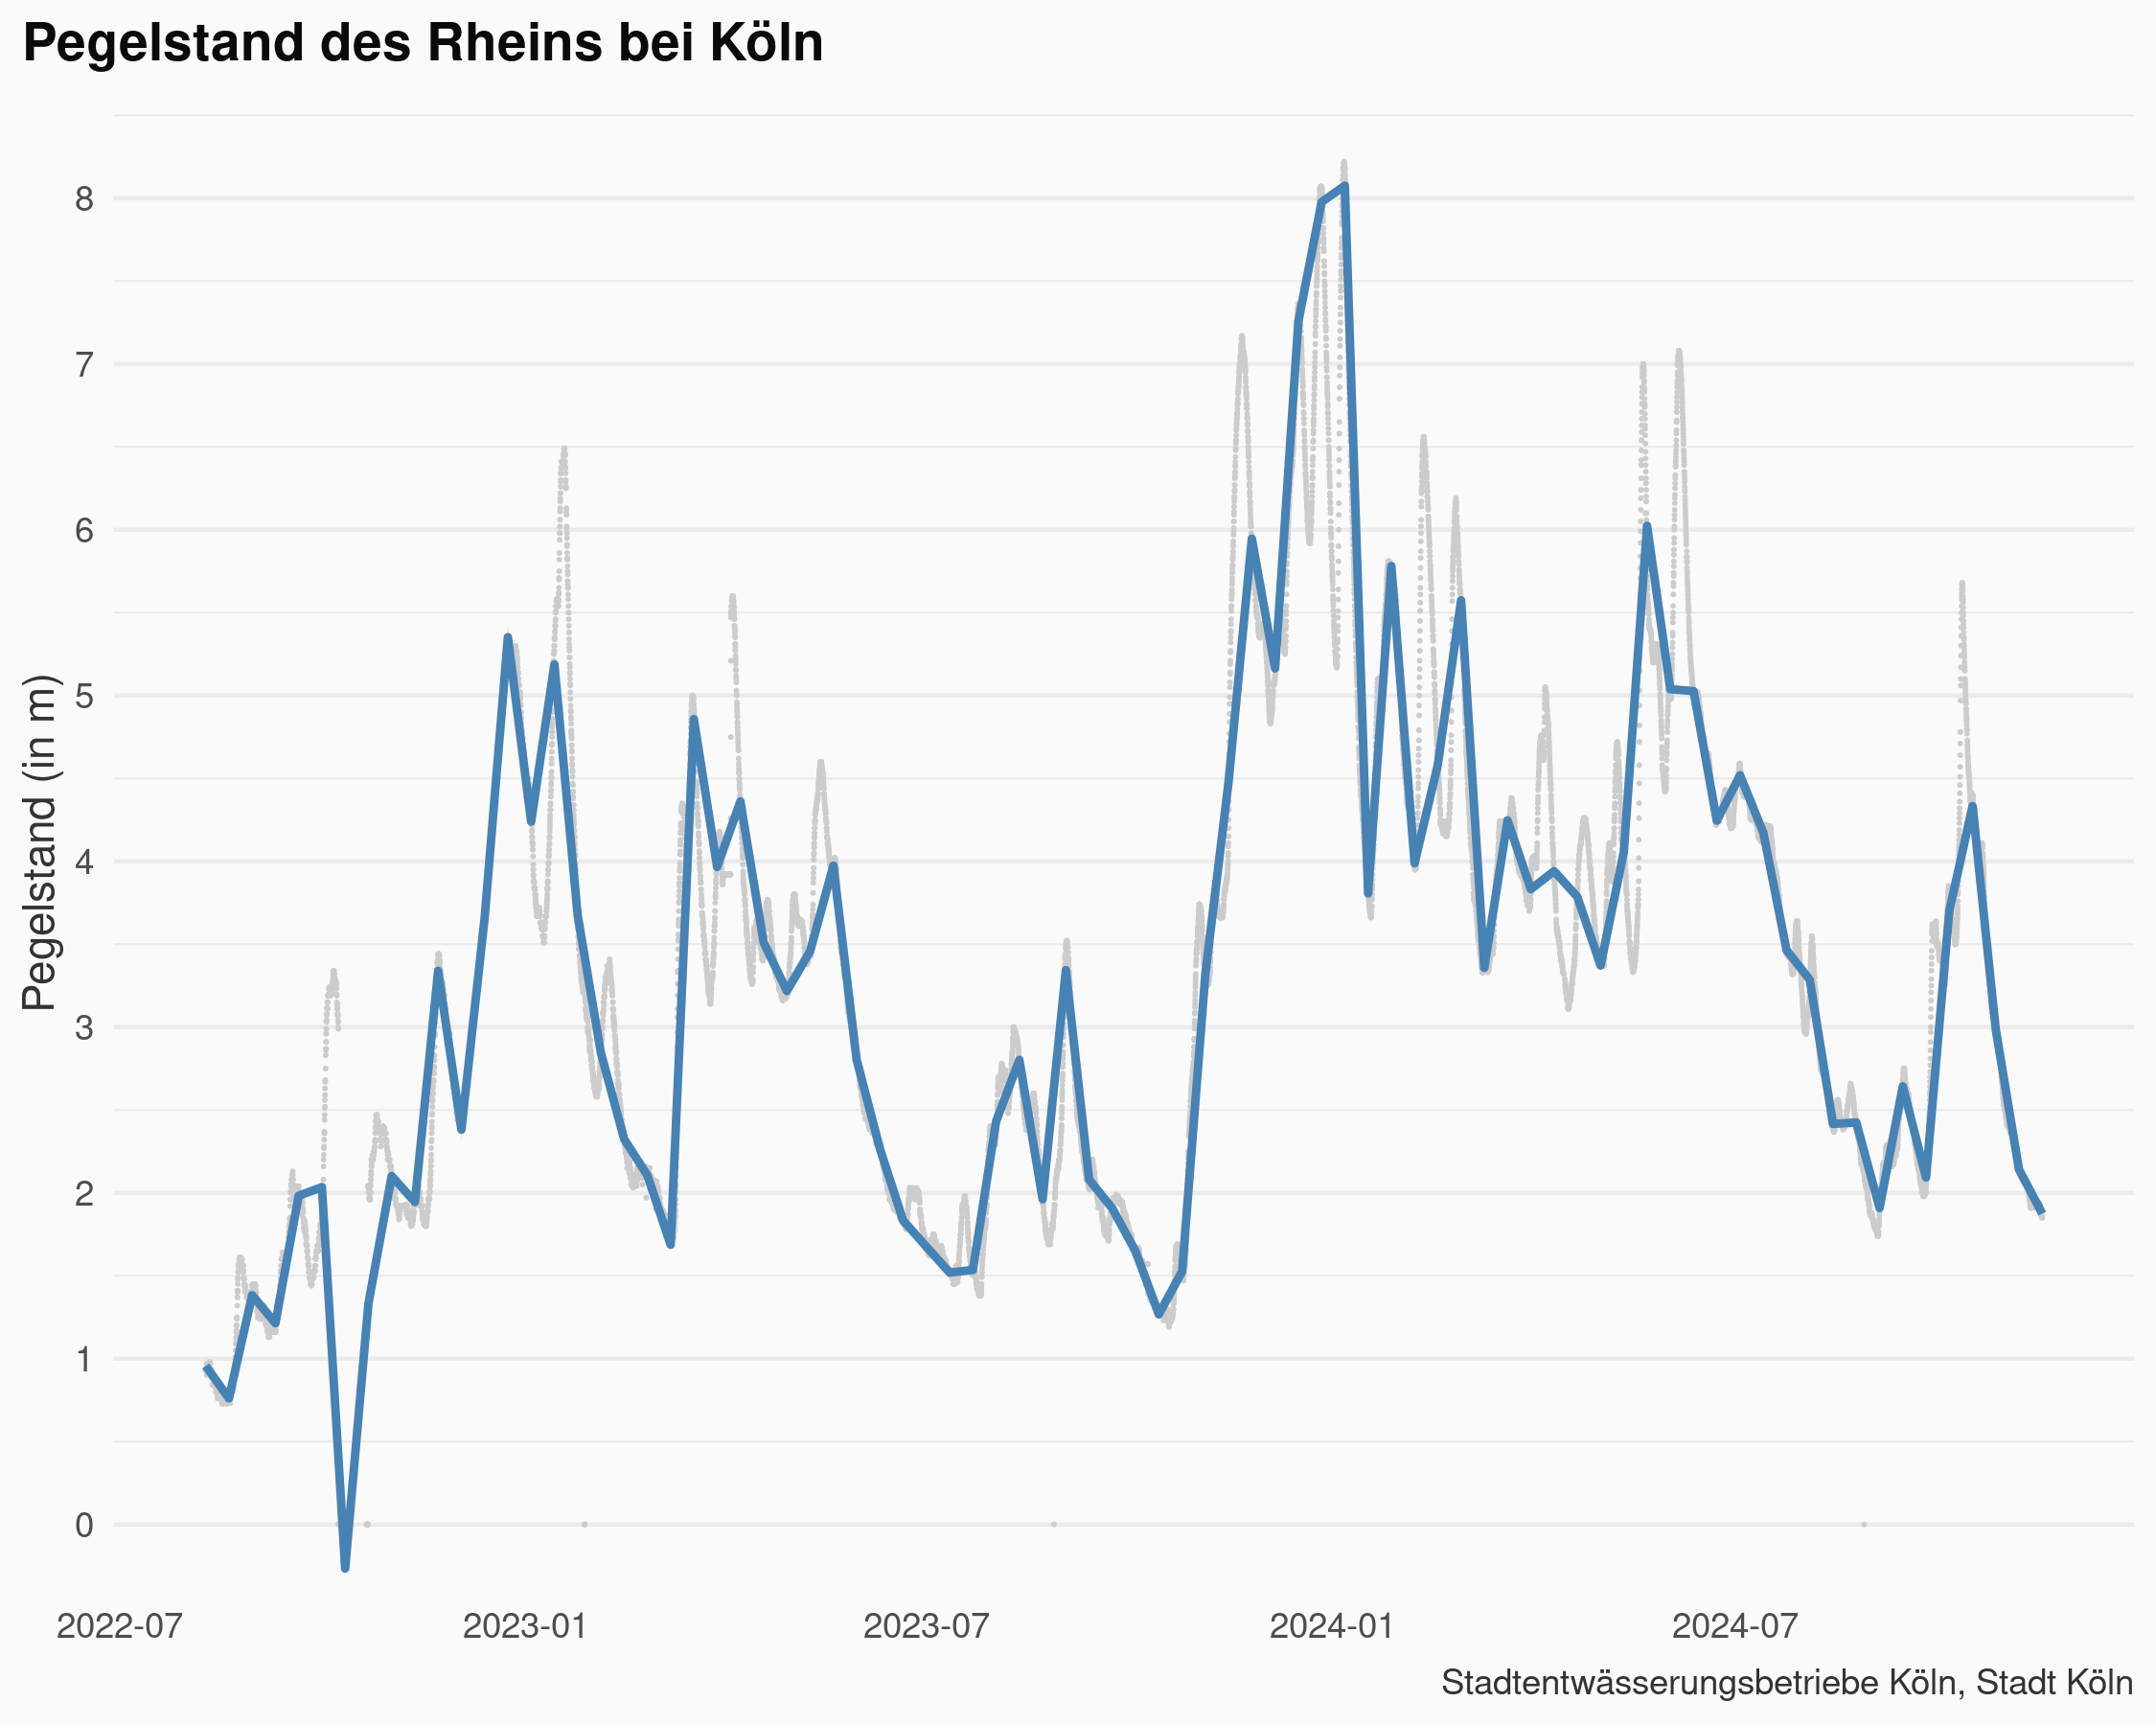 Pegelstand des Rheins bei Köln
Pegelstand (in m)
8
7
6
5
4
3
2
1
0
2022-07 2023-01 2023-07 2024-01 2024-07
Stadtentwässerungsbetriebe Köln, Stadt Köln